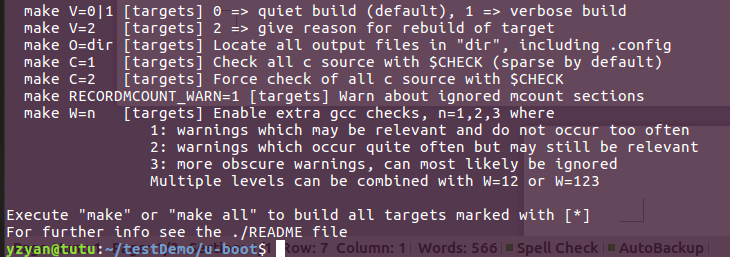 make V=0|1 [targets] 0 => quiet build (default), 1 => verbose build
make V=2   [targets] 2 => give reason for rebuild of target
make O=dir [targets] Locate all output files in "dir", including .config
make C=1   [targets] Check all c source with $CHECK (sparse by default)
make C=2   [targets] Force check of all c source with $CHECK
make RECORDMCOUNT_WARN=1 [targets] Warn about ignored mcount sections
make W=n   [targets] Enable extra gcc checks, n=1,2,3 where
1: warnings which may be relevant and do not occur too often
2: warnings which occur quite often but may still be relevant
3: more obscure warnings, can most likely be ignored
Multiple levels can be combined with W=12 or W=123
Execute "make" or "make all" to build all targets marked with [*]
For further info see the ./README file
yzyan@tutu:~/testDemo/u-boot$ Row: 7 Column: 1 | Words: 566 | Spell Check | AutoBackup |